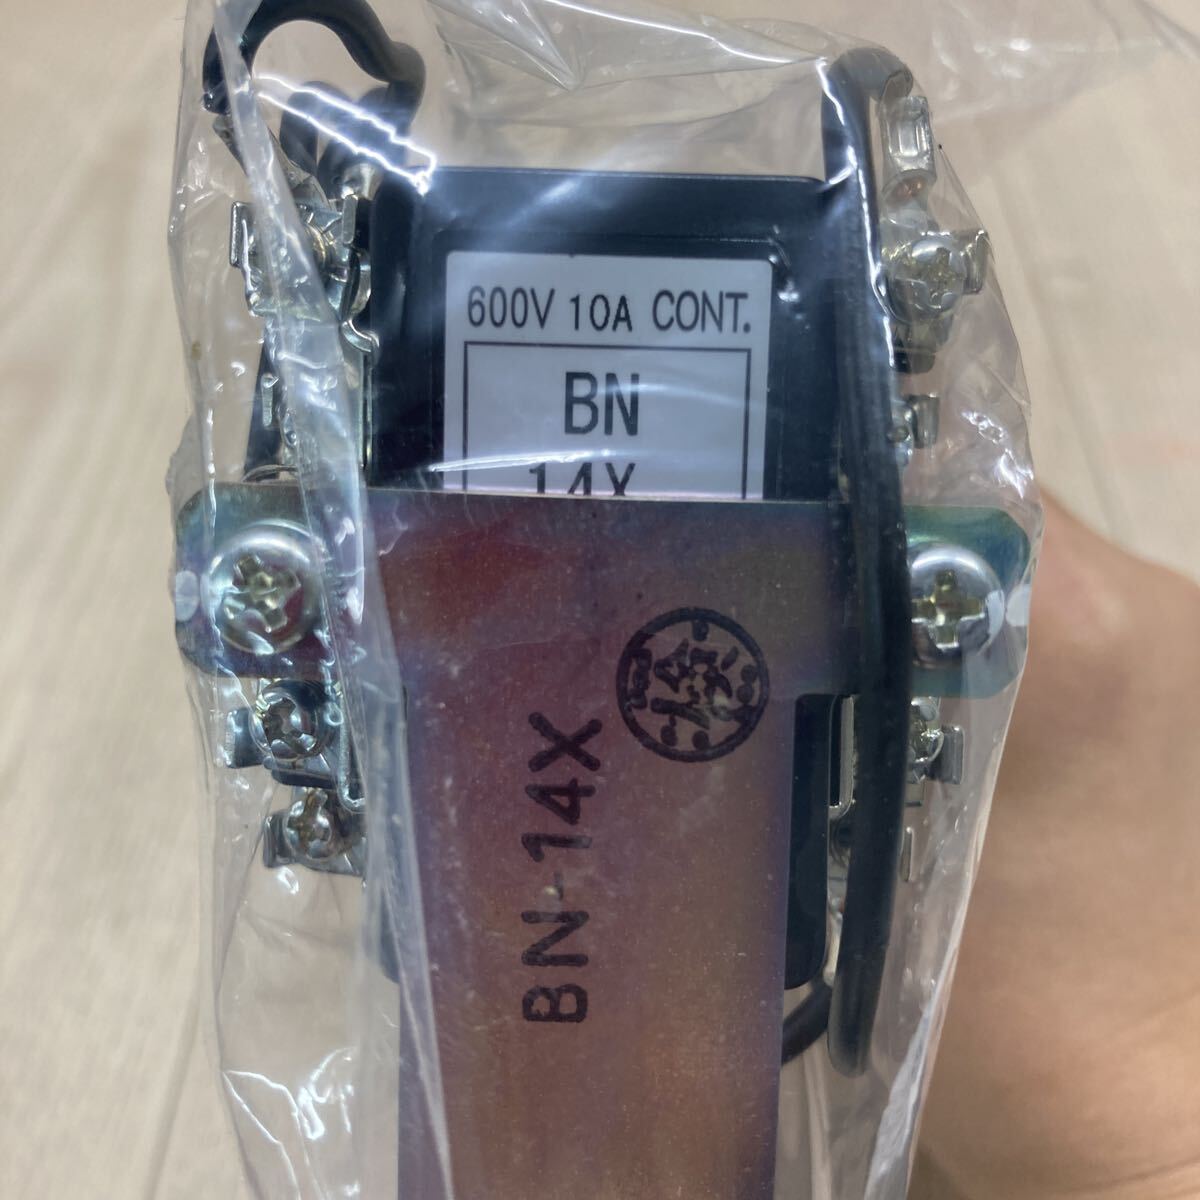 600V 10A CONT.
BN
14X
BN-14X